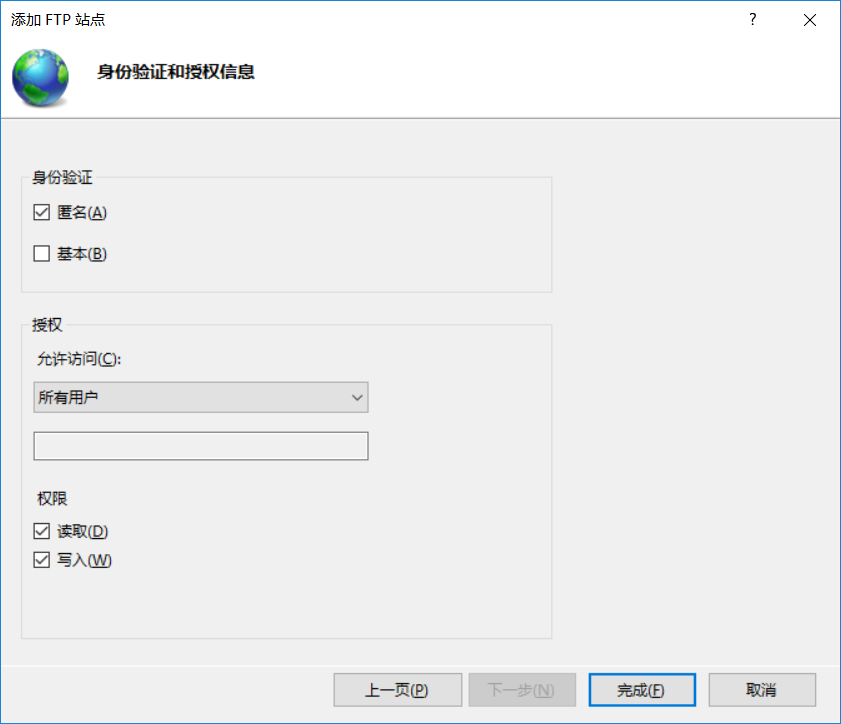 添加 FTP 站点
身份验证和授权信息
身份验证
匿名(A)
基本(B)
授权
允许访问(C):
所有用户
权限
读取(D)
写入(W)
上一页(P) 下一步(N) 完成(F) 取消